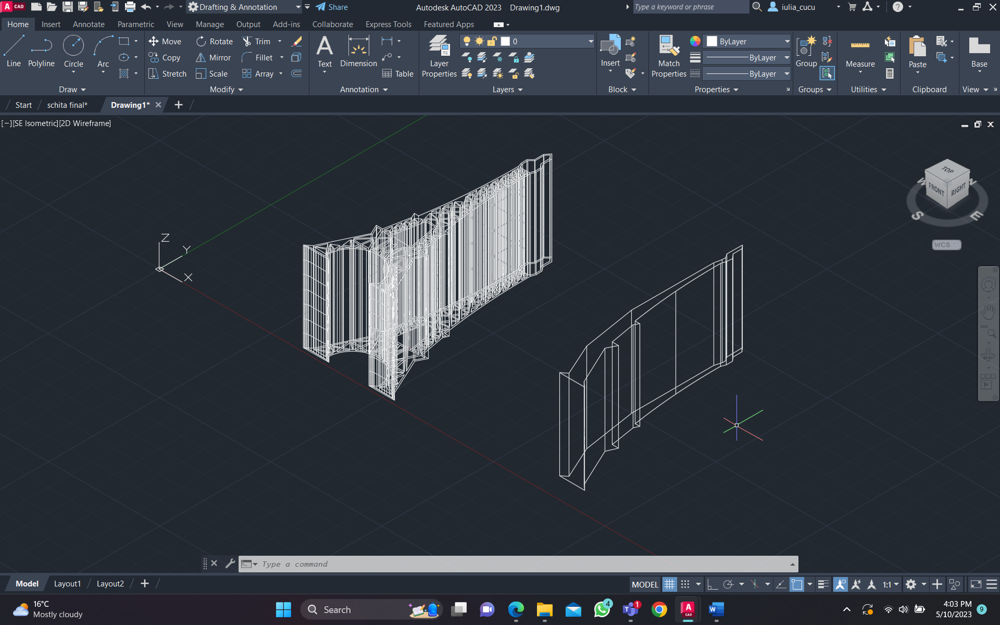 A CAD
Drafting & Annotation
Share
Autodesk AutoCAD 2023 Drawing1.dwg
Type a keyword or phrase
iulia_cucu
?
Home Insert Annotate Parametric View Manage Output Add-ins Collaborate Express Tools Featured Apps
Line Polyline Circle Arc
Move Rotate Trim
Copy Mirror Fillet
Stretch Scale Array
A
Text Dimension
Table
Layer
Properties
0
Insert
Match
Properties
ByLayer
ByLayer
ByLayer
Group
Measure
Paste
Base
Draw Modify Annotation Layers Block Properties Groups Utilities Clipboard View
Start schita final* Drawing1*
[−][SE Isometric][2D Wireframe]
TOP
FRONT RIGHT
W N
S E
WCS
Z
Y
X
Type a command
Model Layout1 Layout2
MODEL
1:1
16°C
Mostly cloudy
Search
4
T
1
A
CAD
W
4:03 PM
5/10/2023
9